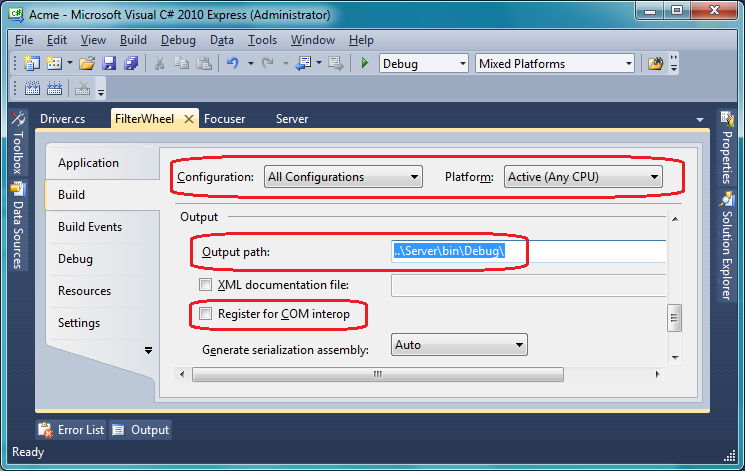 Acme - Microsoft Visual C# 2010 Express (Administrator)
File Edit View Build Debug Data Tools Window Help
Debug Mixed Platforms
Driver.cs FilterWheel Focuser Server
Toolbox
Data Sources
Application
Build
Build Events
Debug
Resources
Settings
Configuration: All Configurations Platform: Active (Any CPU)
Output
Output path: ..\Server\bin\Debug\
XML documentation file:
Register for COM interop
Generate serialization assembly: Auto
Properties
Solution Explorer
Error List Output
Ready